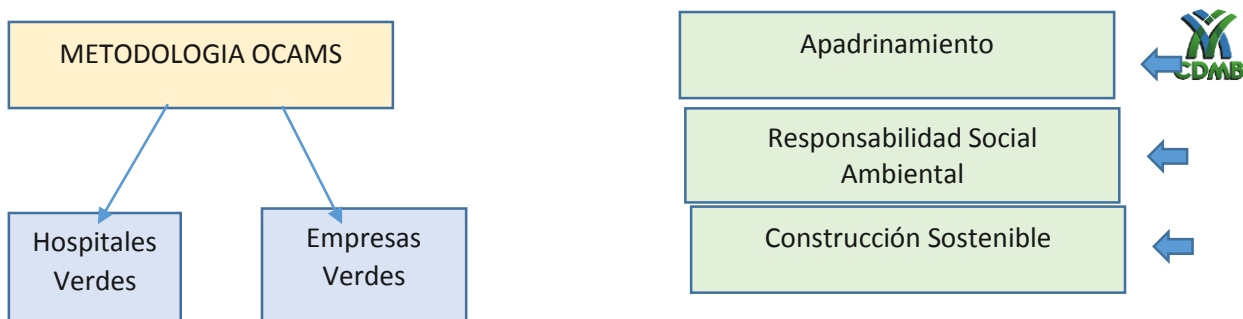 METODOLOGIA OCAMS
Hospitales
Verdes
Empresas
Verdes
Apadrinamiento
CDMB
Responsabilidad Social
Ambiental
Construcción Sostenible